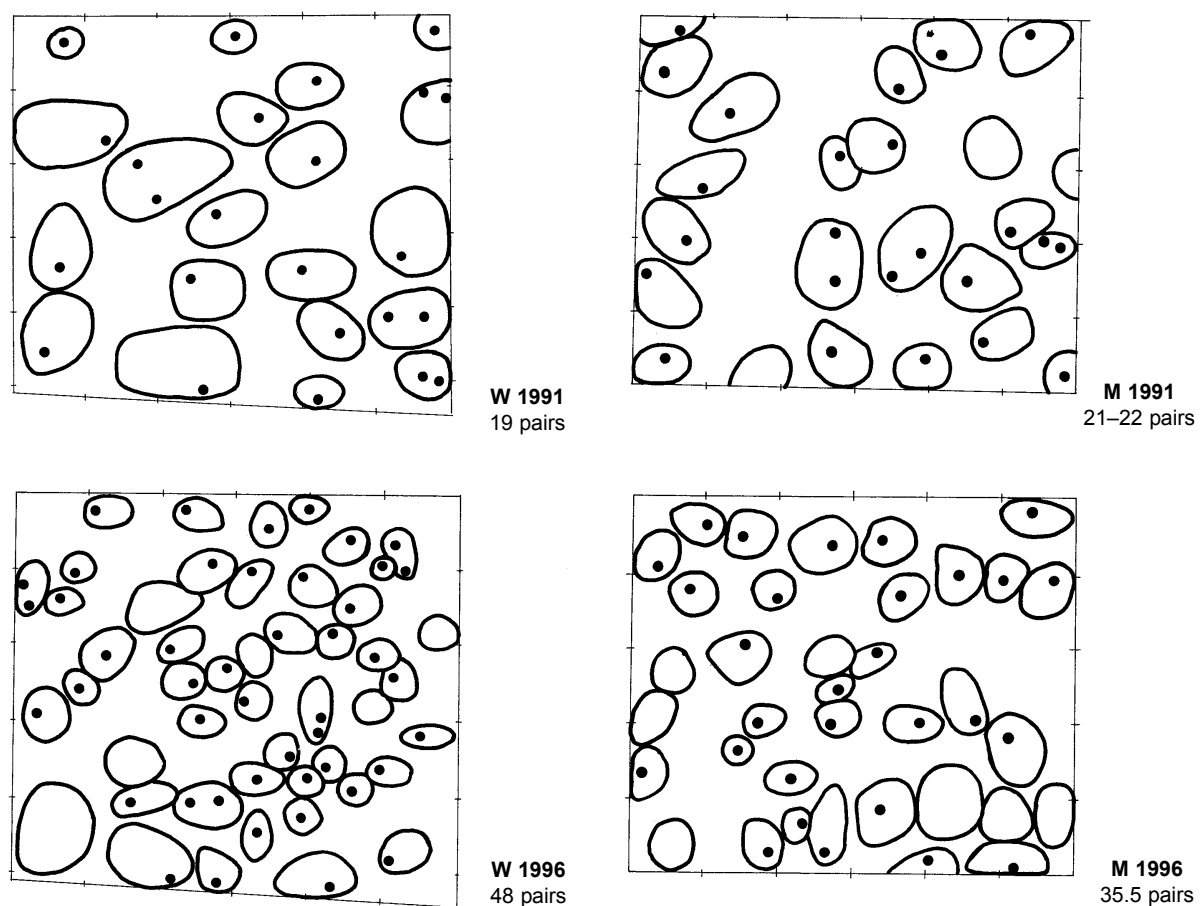 W 1991
19 pairs
M 1991
21–22 pairs
W 1996
48 pairs
M 1996
35.5 pairs